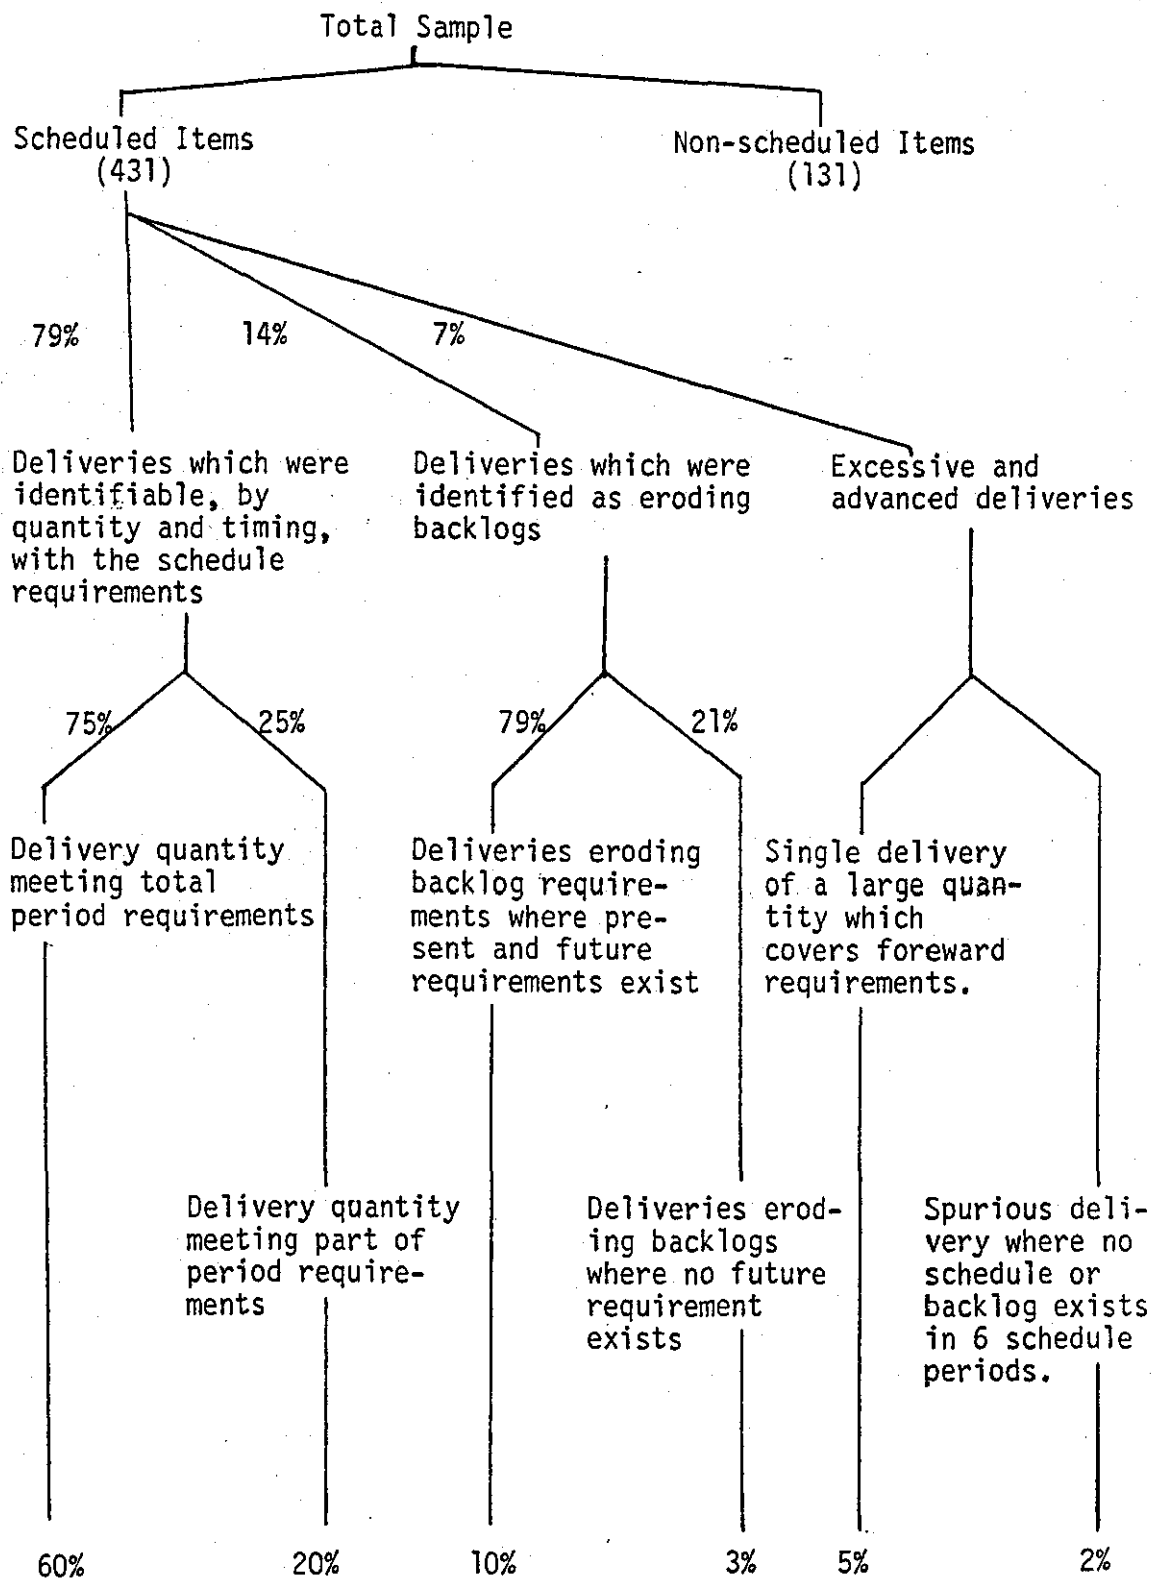 Total Sample
Scheduled Items
(431)
Non-scheduled Items
(131)
79%
14%
7%
Deliveries which were
identifiable, by
quantity and timing,
with the schedule
requirements
Deliveries which were
identified as eroding
backlogs
Excessive and
advanced deliveries
75%
25%
79%
21%
Delivery quantity
meeting total
period requirements
Deliveries eroding
backlog require-
ments where pre-
sent and future
requirements exist
Single delivery
of a large quan-
tity which
covers foreward
requirements.
Delivery quantity
meeting part of
period require-
ments
Deliveries erod-
ing backlogs
where no future
requirement
exists
Spurious deli-
very where no
schedule or
backlog exists
in 6 schedule
periods.
60%
20%
10%
3%
5%
2%